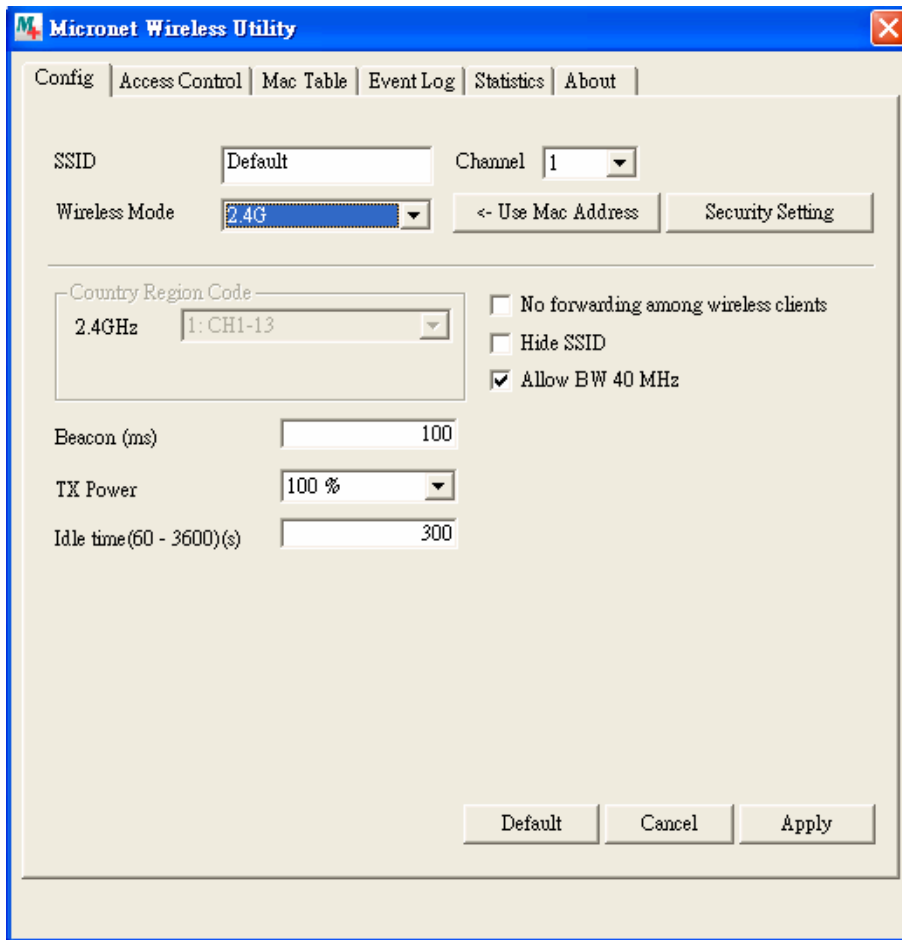 Micronet Wireless Utility
Config Access Control Mac Table Event Log Statistics About
SSID Default Channel 1
Wireless Mode 2.4G <- Use Mac Address Security Setting
Country Region Code
2.4GHz 1: CH1-13
No forwarding among wireless clients
Hide SSID
Allow BW 40 MHz
Beacon (ms) 100
TX Power 100 %
Idle time(60 - 3600)(s) 300
Default Cancel Apply